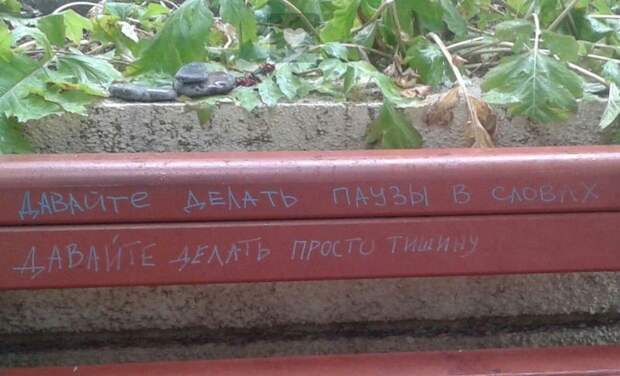 ДАВАЙТЕ ДЕЛАТЬ ПАУЗЫ В СЛОВАХ
ДАВАЙТЕ ДЕЛАТЬ ПРОСТО ТИШИНУ